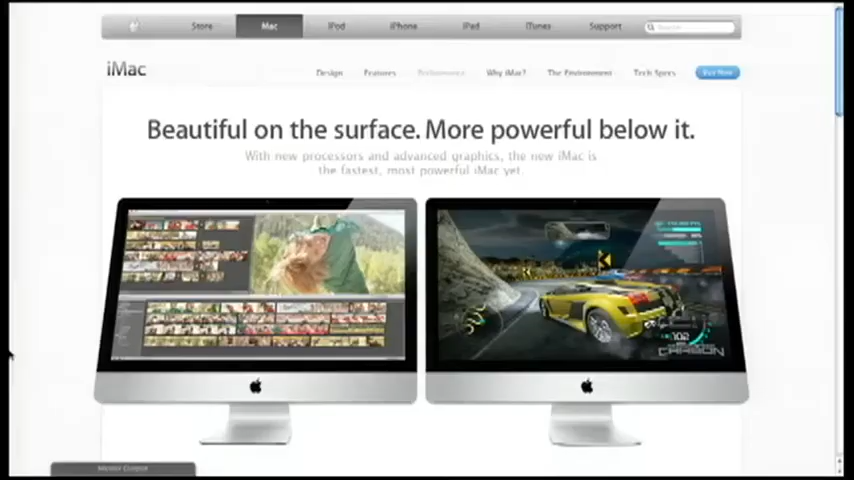 Store Mac iPod iPhone iPad iTunes Support
iMac
Design Features Performance Why iMac? The Environment Tech Specs Buy Now
Beautiful on the surface. More powerful below it.
With new processors and advanced graphics, the new iMac is
the fastest, most powerful iMac yet.
102
CARBON